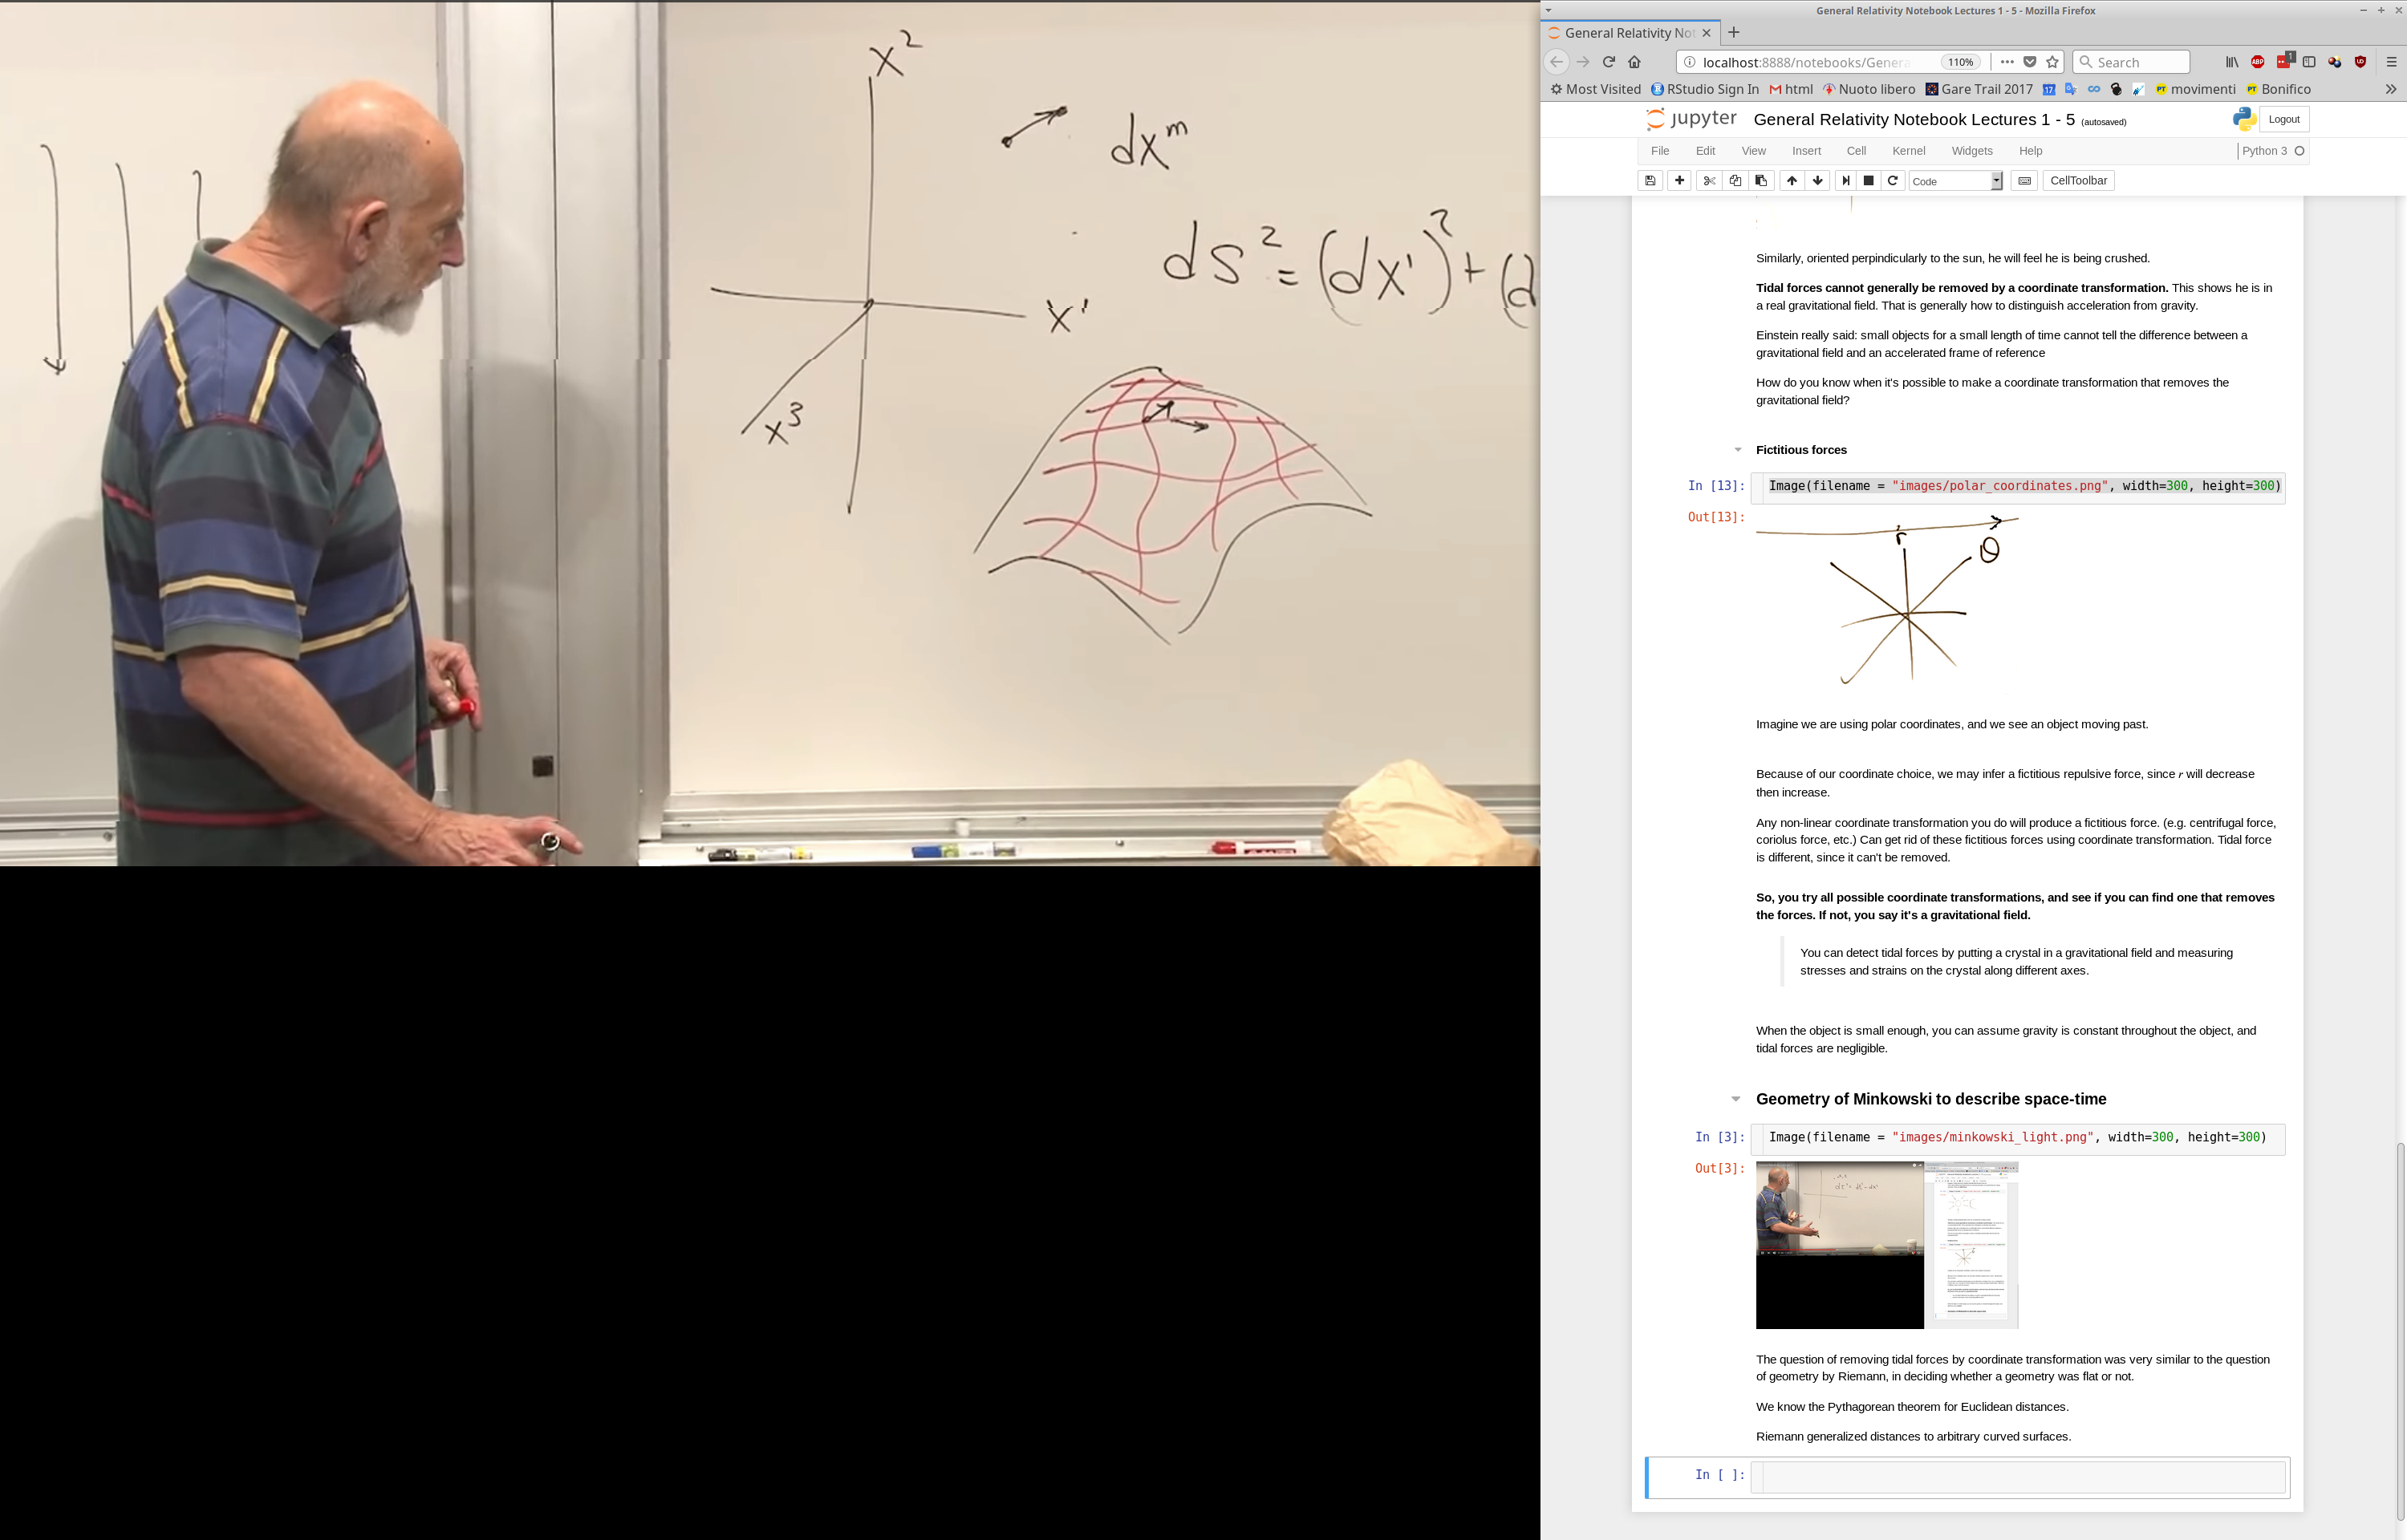 x²
dx^m
ds² = (dx')² + (d
x'
x³
General Relativity Notebook Lectures 1 - 5 - Mozilla Firefox
General Relativity Not
localhost:8888/notebooks/Genera
110%
Search
Most Visited RStudio Sign In html Nuoto libero Gare Trail 2017 17 movimenti Bonifico
jupyter General Relativity Notebook Lectures 1 - 5 (autosaved)
Logout
File Edit View Insert Cell Kernel Widgets Help Python 3
Code CellToolbar
Similarly, oriented perpindicularly to the sun, he will feel he is being crushed.
Tidal forces cannot generally be removed by a coordinate transformation. This shows he is in
a real gravitational field. That is generally how to distinguish acceleration from gravity.
Einstein really said: small objects for a small length of time cannot tell the difference between a
gravitational field and an accelerated frame of reference
How do you know when it's possible to make a coordinate transformation that removes the
gravitational field?
Fictitious forces
In [13]: Image(filename = "images/polar_coordinates.png", width=300, height=300)
Out[13]:
r
θ
Imagine we are using polar coordinates, and we see an object moving past.
Because of our coordinate choice, we may infer a fictitious repulsive force, since r will decrease
then increase.
Any non-linear coordinate transformation you do will produce a fictitious force. (e.g. centrifugal force,
coriolus force, etc.) Can get rid of these fictitious forces using coordinate transformation. Tidal force
is different, since it can't be removed.
So, you try all possible coordinate transformations, and see if you can find one that removes
the forces. If not, you say it's a gravitational field.
You can detect tidal forces by putting a crystal in a gravitational field and measuring
stresses and strains on the crystal along different axes.
When the object is small enough, you can assume gravity is constant throughout the object, and
tidal forces are negligible.
Geometry of Minkowski to describe space-time
In [3]: Image(filename = "images/minkowski_light.png", width=300, height=300)
Out[3]:
The question of removing tidal forces by coordinate transformation was very similar to the question
of geometry by Riemann, in deciding whether a geometry was flat or not.
We know the Pythagorean theorem for Euclidean distances.
Riemann generalized distances to arbitrary curved surfaces.
In [ ]: